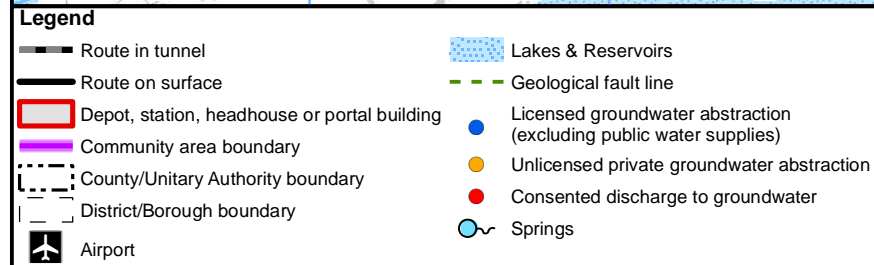 Legend
Route in tunnel
Route on surface
Depot, station, headhouse or portal building
Community area boundary
County/Unitary Authority boundary
District/Borough boundary
Airport
Lakes & Reservoirs
Geological fault line
Licensed groundwater abstraction
(excluding public water supplies)
Unlicensed private groundwater abstraction
Consented discharge to groundwater
Springs